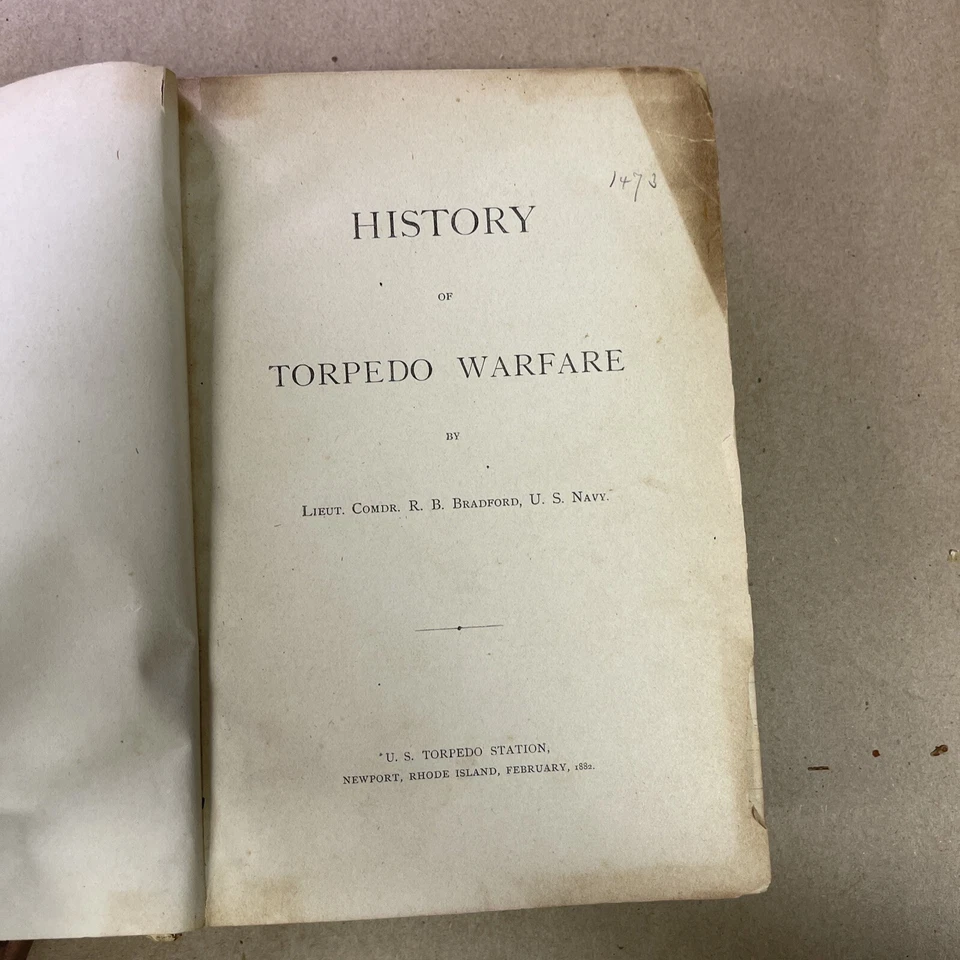 1473
HISTORY
OF
TORPEDO WARFARE
BY
LIEUT. COMDR. R. B. BRADFORD, U. S. NAVY.
U. S. TORPEDO STATION,
NEWPORT, RHODE ISLAND, FEBRUARY, 1882.